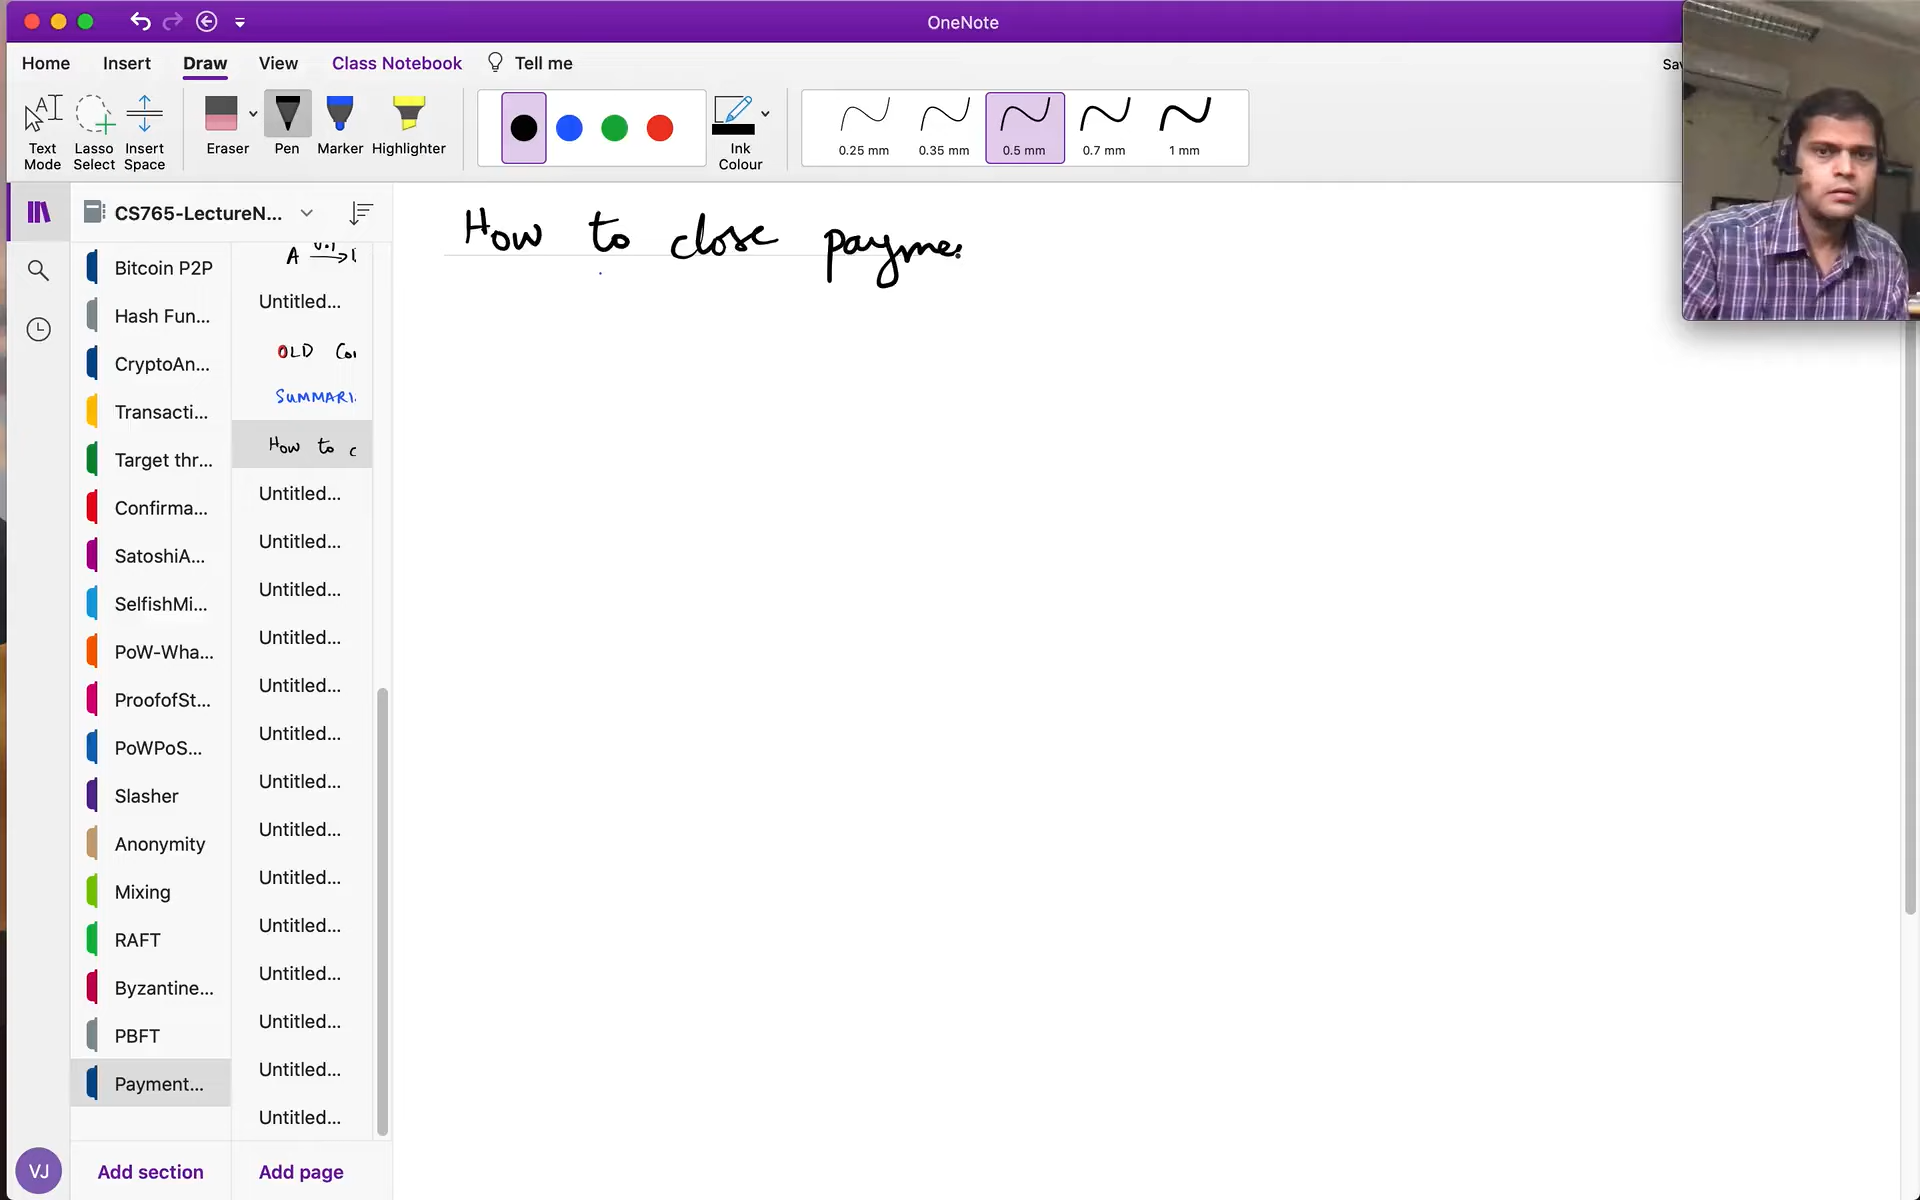 OneNote
Home Insert Draw View Class Notebook Tell me
Text Mode
Lasso Select
Insert Space
Eraser
Pen
Marker
Highlighter
Ink Colour
0.25 mm
0.35 mm
0.5 mm
0.7 mm
1 mm
CS765-LectureN...
Bitcoin P2P
Hash Fun...
CryptoAn...
Transacti...
Target thr...
Confirma...
SatoshiA...
SelfishMi...
PoW-Wha...
ProofofSt...
PoWPoS...
Slasher
Anonymity
Mixing
RAFT
Byzantine...
PBFT
Payment...
Add section
A
Untitled...
OLD
SUMMARI
How to c
Untitled...
Untitled...
Untitled...
Untitled...
Untitled...
Untitled...
Untitled...
Untitled...
Untitled...
Untitled...
Untitled...
Untitled...
Untitled...
Untitled...
Add page
VJ
How to close payme